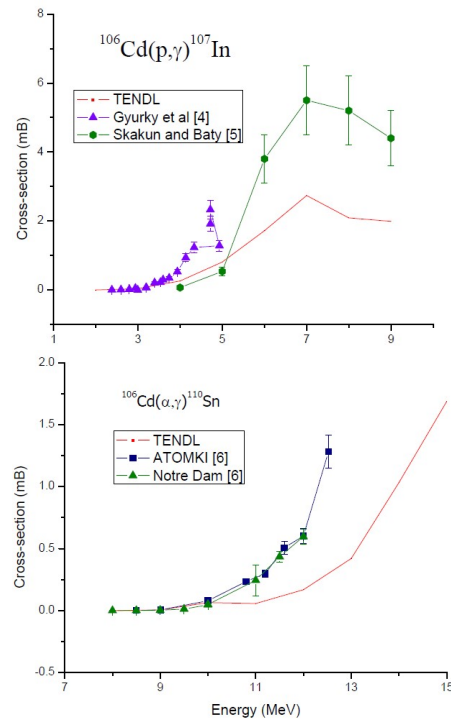 ¹⁰⁶Cd(p,γ)¹⁰⁷In
TENDL
Gyurky et al [4]
Skakun and Baty [5]
Cross-section (mB)
8
6
4
2
0
1 3 5 7 9
¹⁰⁶Cd(α,γ)¹¹⁰Sn
TENDL
ATOMKI [6]
Notre Dam [6]
Cross-section (mB)
2.0
1.5
1.0
0.5
0.0
-0.5
7 9 11 13 15
Energy (MeV)